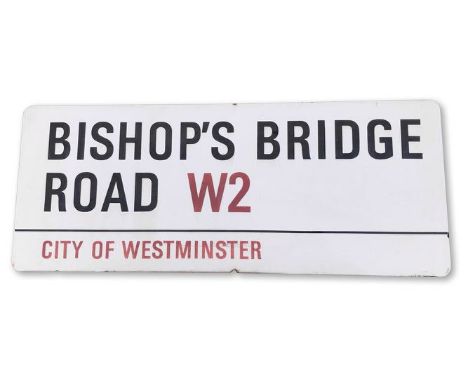 BISHOP'S BRIDGE
ROAD W2
CITY OF WESTMINSTER